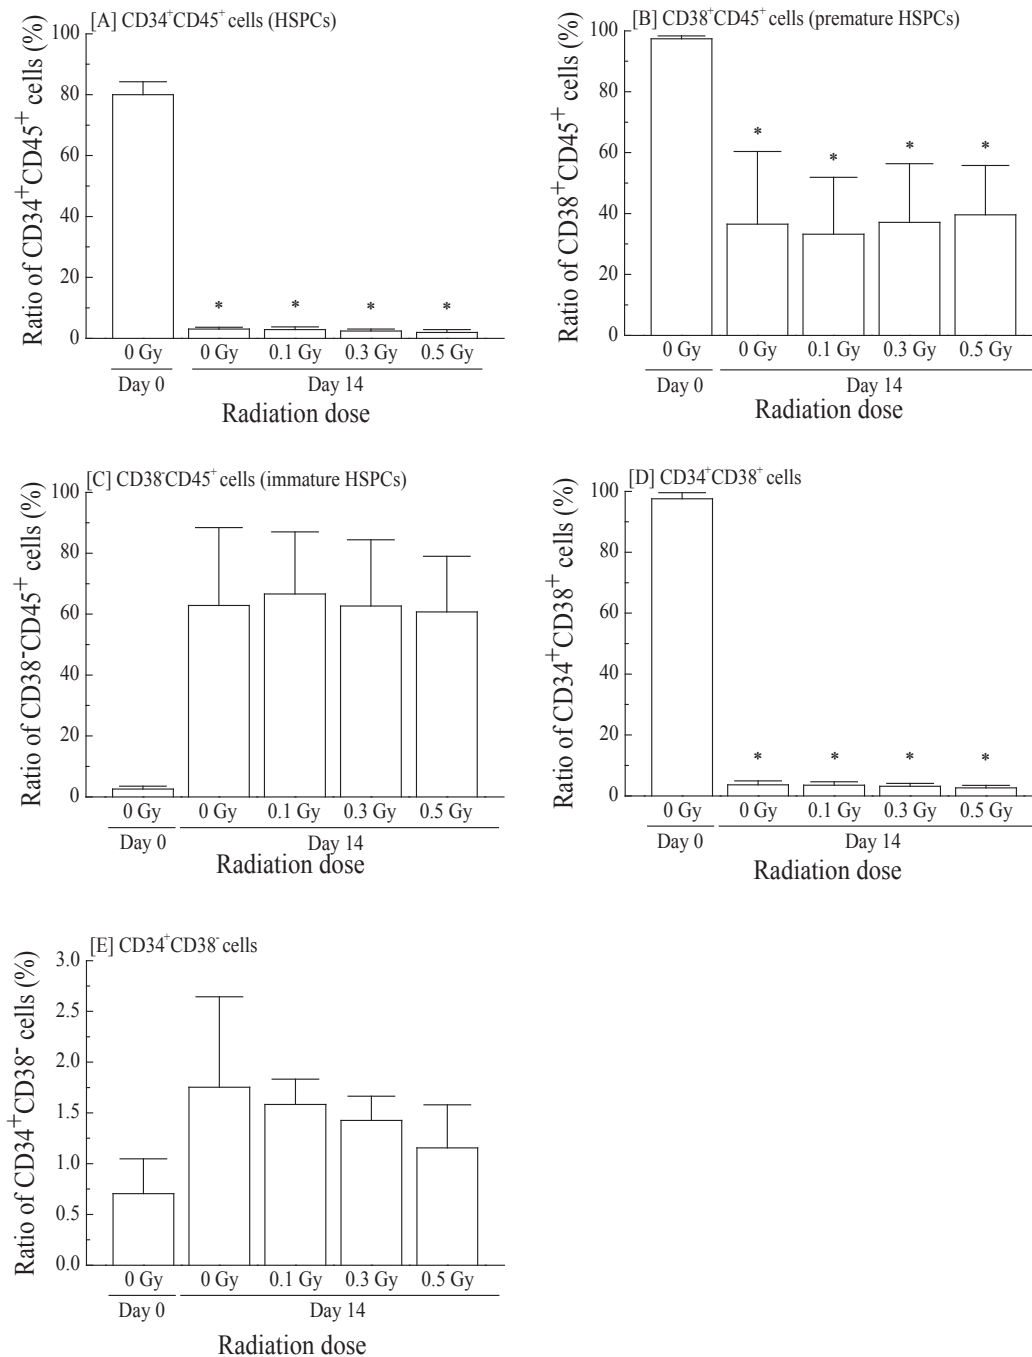 [A] CD34⁺CD45⁺ cells (HSPCs)
Ratio of CD34⁺CD45⁺ cells (%)
100
80
60
40
20
0
* * * *
0 Gy 0 Gy 0.1 Gy 0.3 Gy 0.5 Gy
Day 0 Day 14
Radiation dose
[B] CD38⁺CD45⁺ cells (premature HSPCs)
Ratio of CD38⁺CD45⁺ cells (%)
100
80
60
40
20
0
* * * *
0 Gy 0 Gy 0.1 Gy 0.3 Gy 0.5 Gy
Day 0 Day 14
Radiation dose
[C] CD38⁻CD45⁺ cells (immature HSPCs)
Ratio of CD38⁻CD45⁺ cells (%)
100
80
60
40
20
0
0 Gy 0 Gy 0.1 Gy 0.3 Gy 0.5 Gy
Day 0 Day 14
Radiation dose
[D] CD34⁺CD38⁺ cells
Ratio of CD34⁺CD38⁺ cells (%)
100
80
60
40
20
0
* * * *
0 Gy 0 Gy 0.1 Gy 0.3 Gy 0.5 Gy
Day 0 Day 14
Radiation dose
[E] CD34⁺CD38⁻ cells
Ratio of CD34⁺CD38⁻ cells (%)
3.0
2.5
2.0
1.5
1.0
0.5
0.0
0 Gy 0 Gy 0.1 Gy 0.3 Gy 0.5 Gy
Day 0 Day 14
Radiation dose